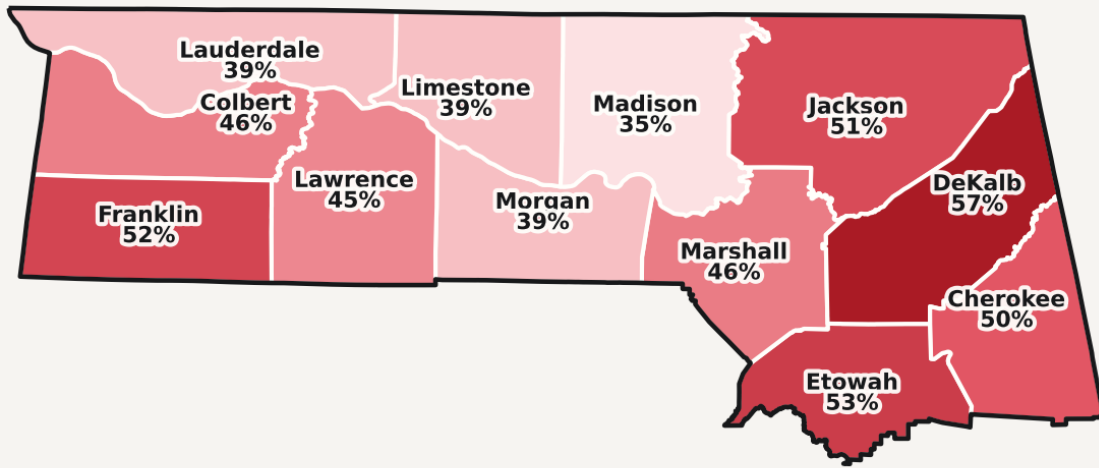 Lauderdale
39%
Colbert
46%
Limestone
39%
Madison
35%
Jackson
51%
Franklin
52%
Lawrence
45%
Morgan
39%
DeKalb
57%
Marshall
46%
Cherokee
50%
Etowah
53%